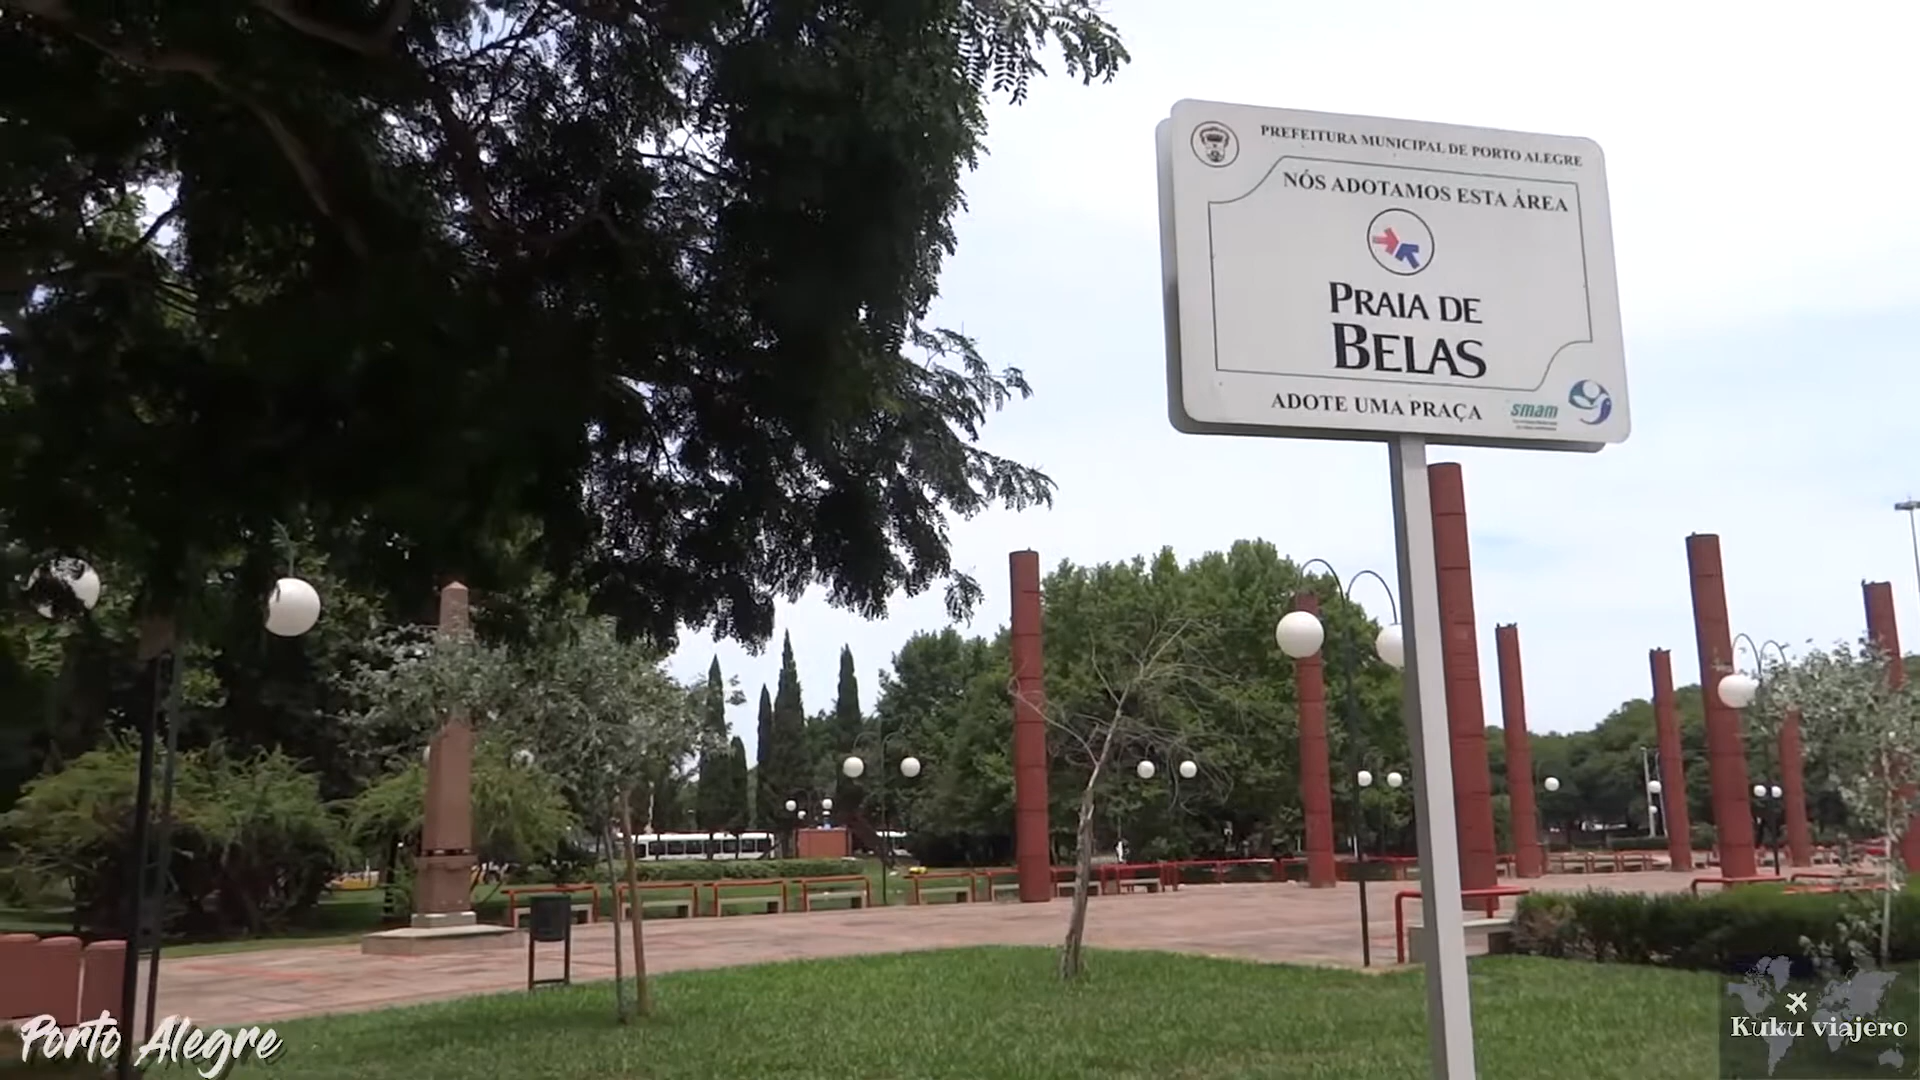 PREFEITURA MUNICIPAL DE PORTO ALEGRE
NÓS ADOTAMOS ESTA ÁREA
PRAIA DE
BELAS
ADOTE UMA PRAÇA
smam
Porto Alegre
Kuku viajero